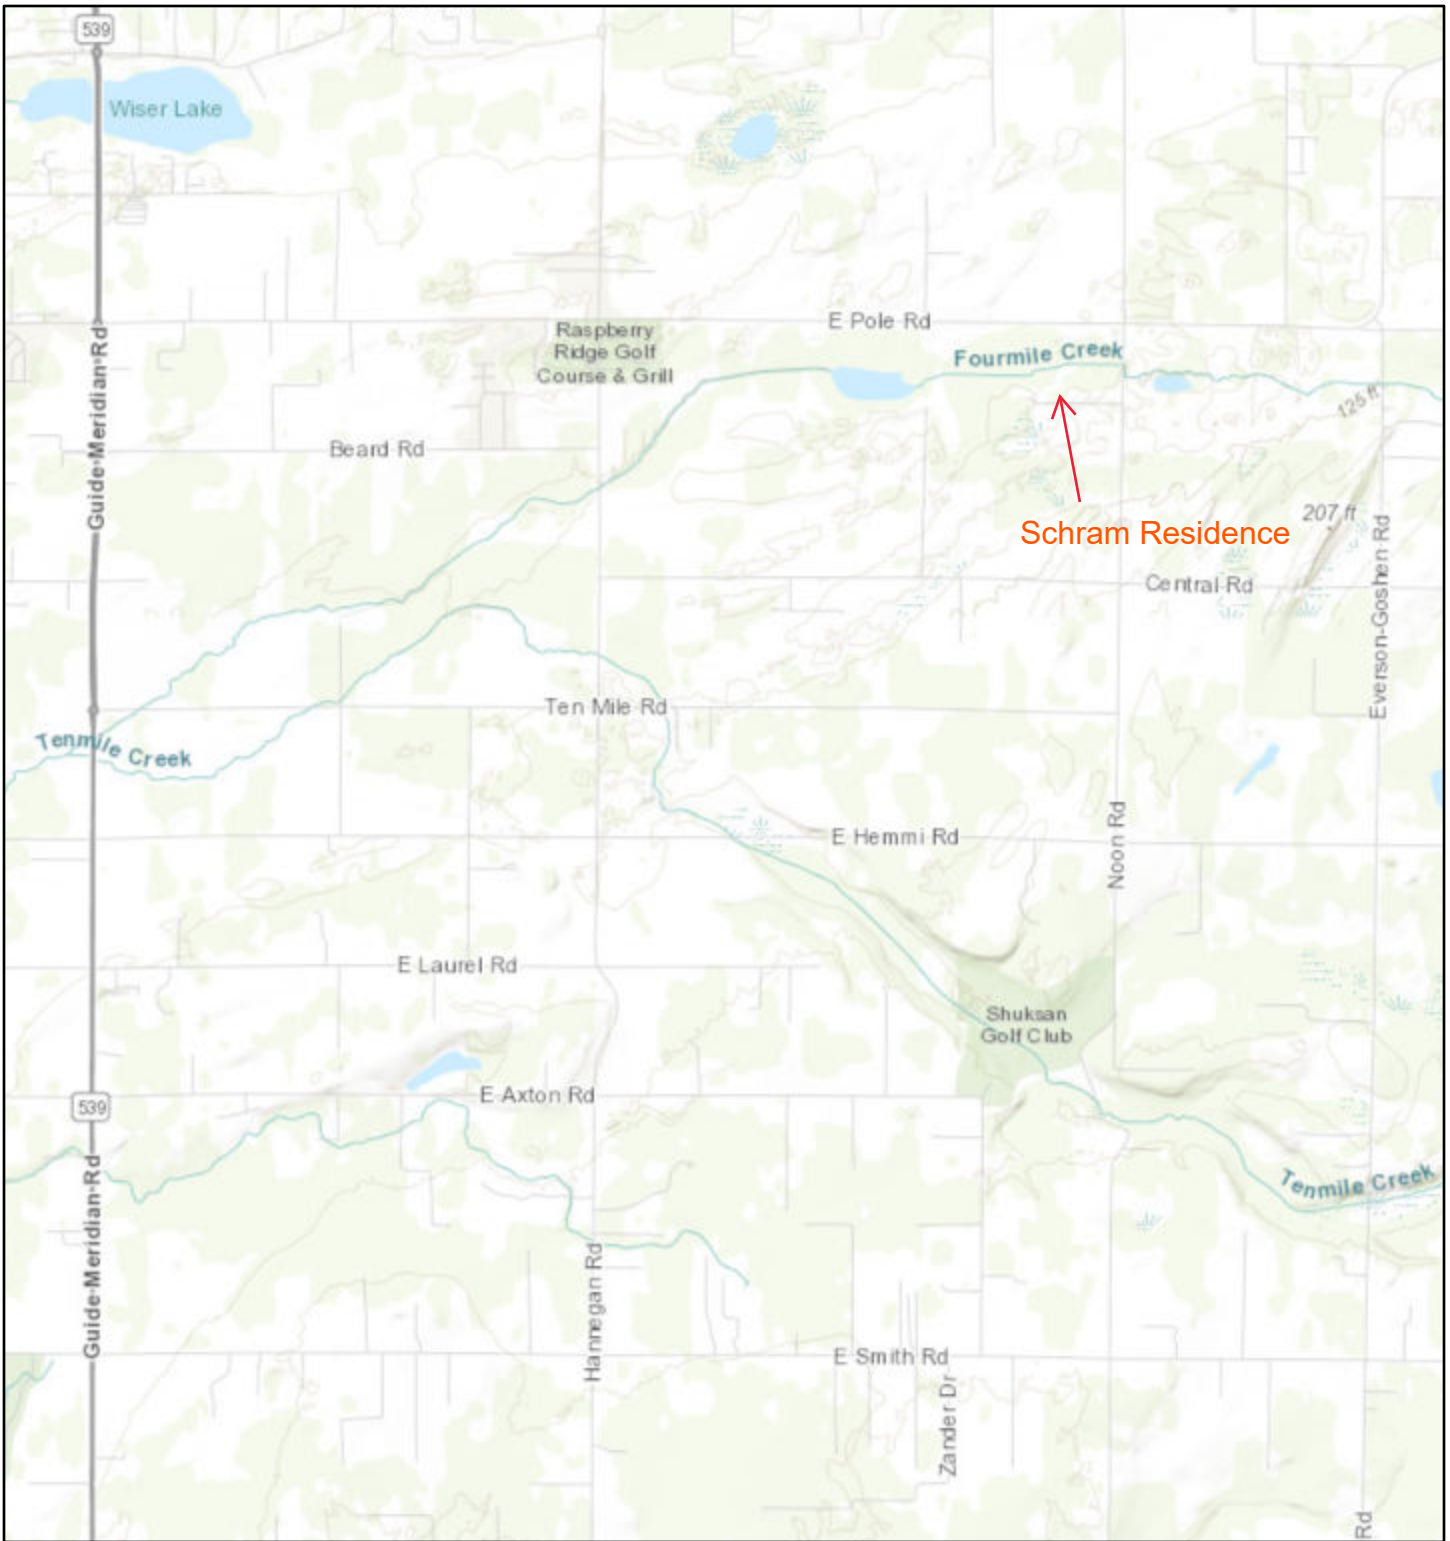 539
Wiser Lake
E Pole Rd
Raspberry
Ridge Golf
Course & Grill
Fourmile Creek
Guide Meridian Rd
125 ft
Beard Rd
207 ft
Schram Residence
Central Rd
Everson-Goshen Rd
Ten Mile Rd
Tenmile Creek
E Hemmi Rd
Noon Rd
E Laurel Rd
Shuksan
Golf Club
E Axton Rd
539
Tenmile Creek
Guide Meridian Rd
Hannegan Rd
E Smith Rd
Zander Dr
Rd